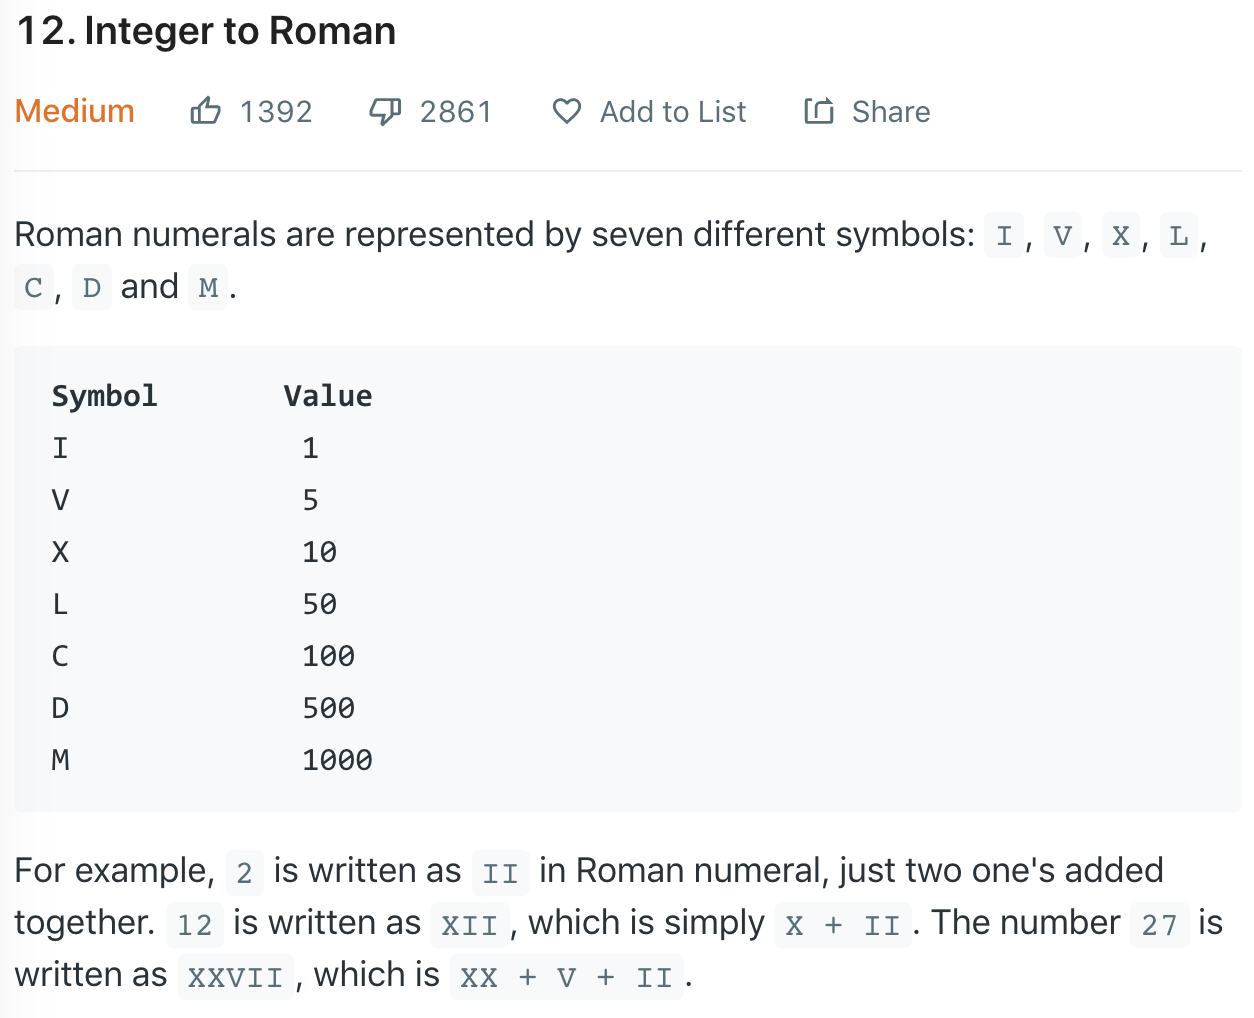 12. Integer to Roman
Medium 1392 2861 Add to List Share
Roman numerals are represented by seven different symbols: I, V, X, L,
C, D and M.
Symbol Value
I 1
V 5
X 10
L 50
C 100
D 500
M 1000
For example, 2 is written as II in Roman numeral, just two one's added
together. 12 is written as XII, which is simply X + II. The number 27 is
written as XXVII, which is XX + V + II.